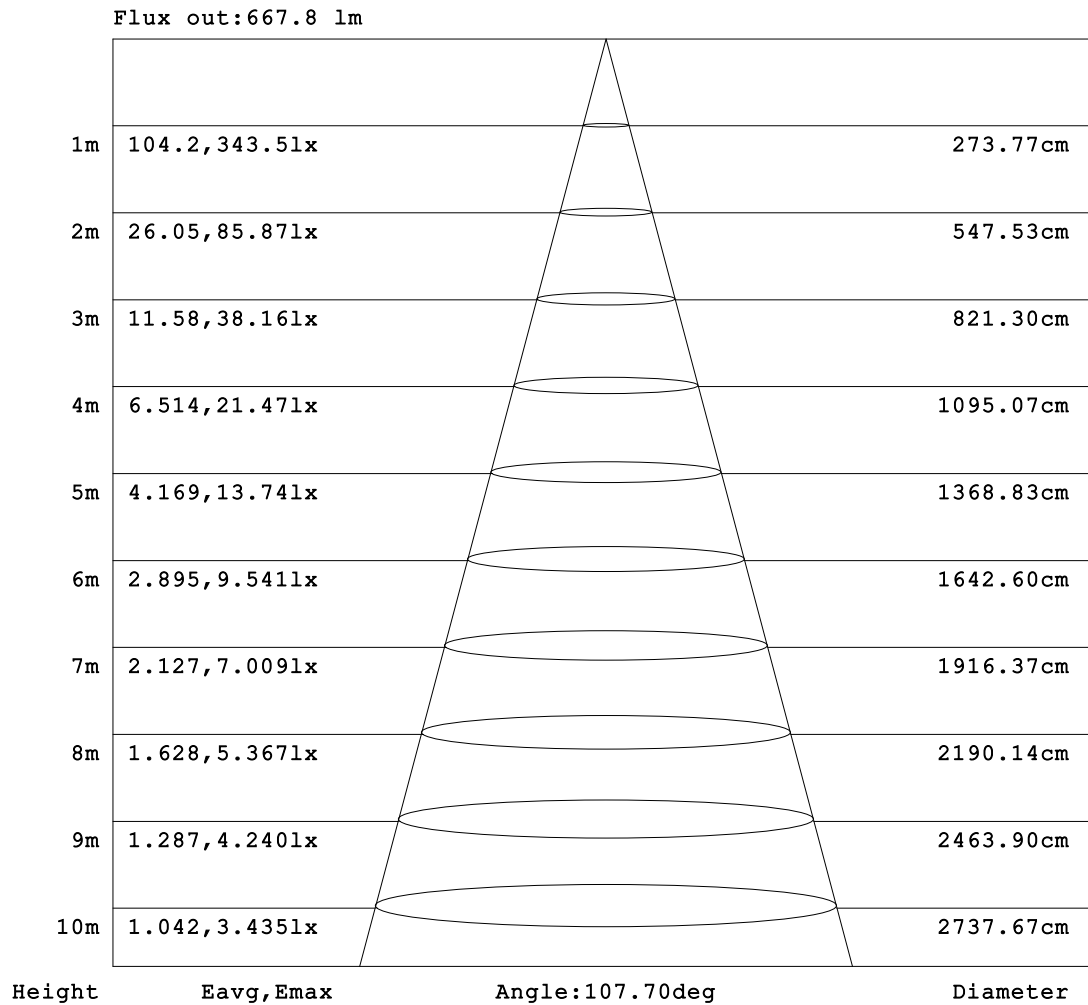 Flux out:667.8 lm
1m 104.2,343.5lx 273.77cm
2m 26.05,85.87lx 547.53cm
3m 11.58,38.16lx 821.30cm
4m 6.514,21.47lx 1095.07cm
5m 4.169,13.74lx 1368.83cm
6m 2.895,9.541lx 1642.60cm
7m 2.127,7.009lx 1916.37cm
8m 1.628,5.367lx 2190.14cm
9m 1.287,4.240lx 2463.90cm
10m 1.042,3.435lx 2737.67cm
Height Eavg,Emax Angle:107.70deg Diameter